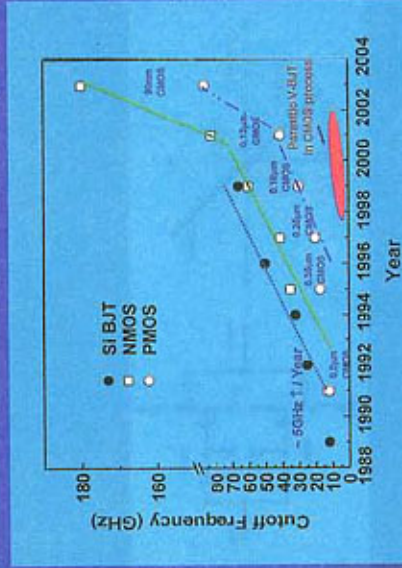 Cutoff Frequency (GHz)
180
160
80
70
60
50
40
30
20
10
0
Si BJT
NMOS
PMOS
~ 5GHz ↑ / Year
CMOS
0.35μm
CMOS
0.25μm
CMOS
0.18μm
CMOS
0.13μm
CMOS
90nm
CMOS
Parasitic V-BJT
in CMOS process
1988 1990 1992 1994 1996 1998 2000 2002 2004
Year